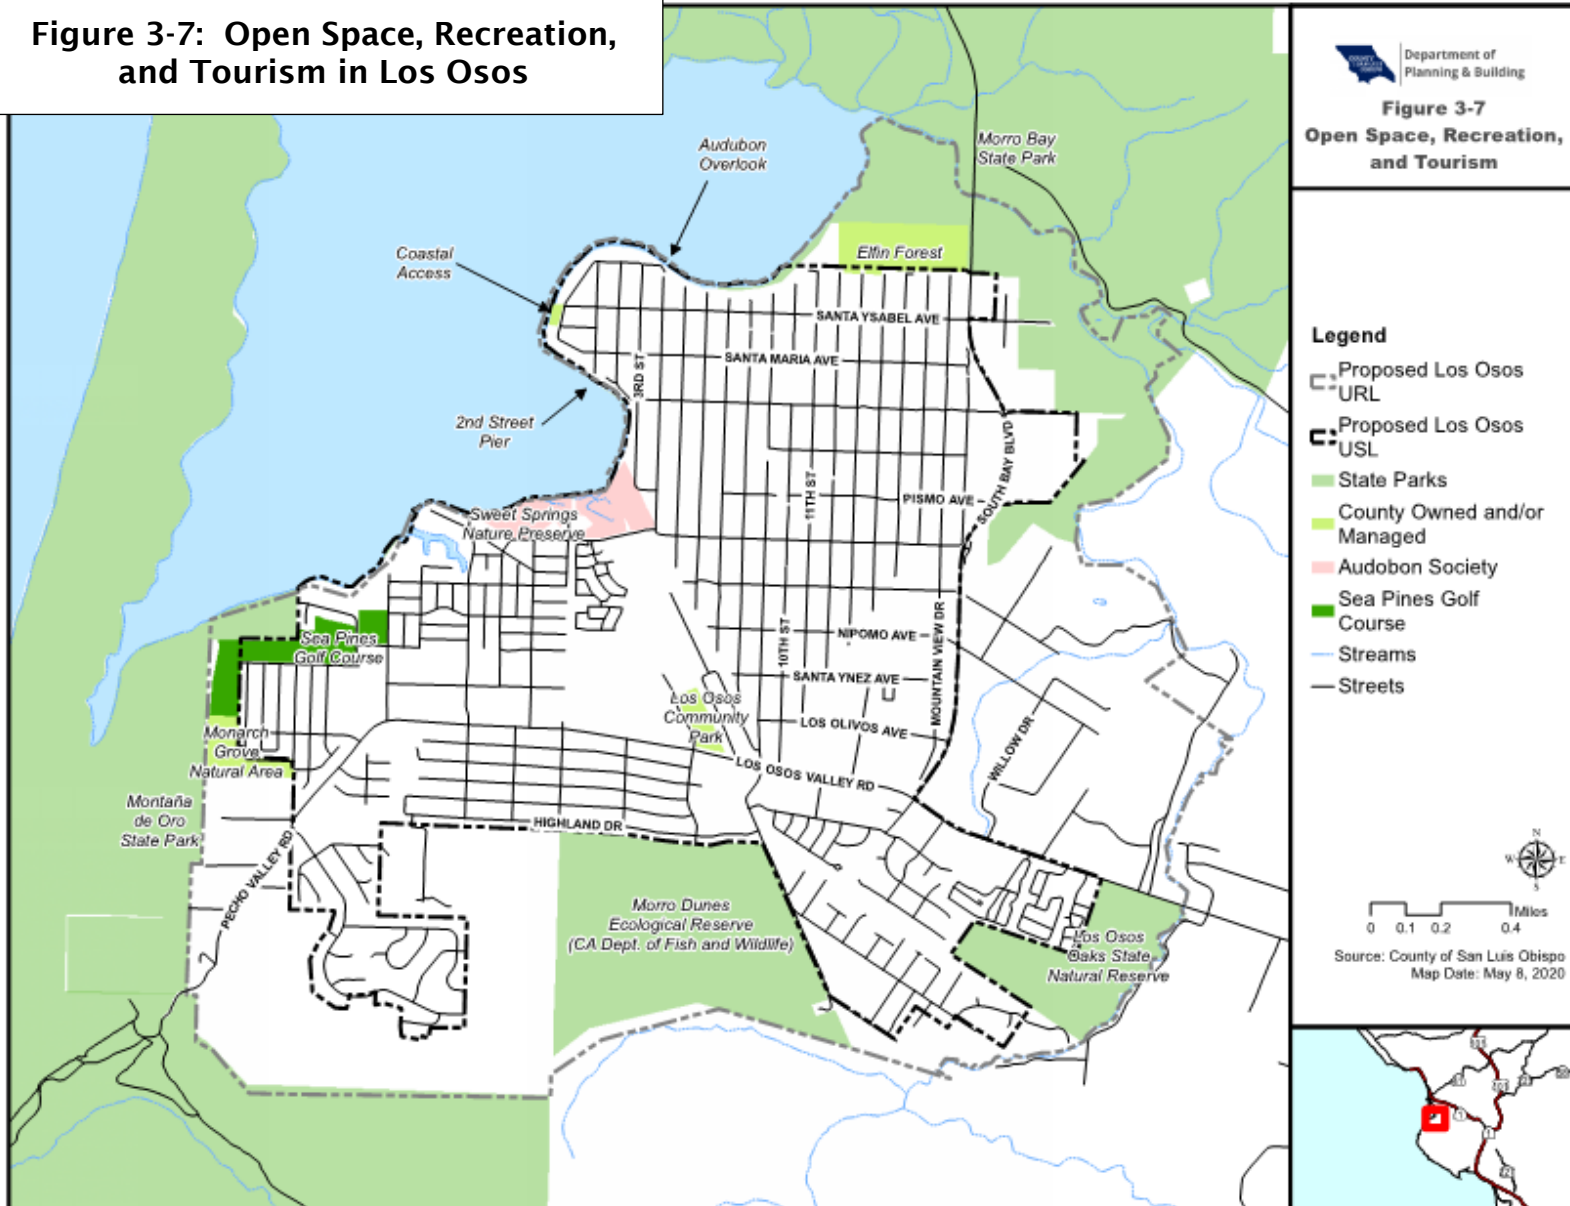 Figure 3-7: Open Space, Recreation,
and Tourism in Los Osos
Department of
Planning & Building
Figure 3-7
Open Space, Recreation,
and Tourism
Audubon
Overlook
Morro Bay
State Park
Coastal
Access
Elfin Forest
SANTA YSABEL AVE
SANTA MARIA AVE
3RD ST
2nd Street
Pier
SOUTH BAY BLVD
11TH ST
PISMO AVE
Sweet Springs
Nature Preserve
Sea Pines
Golf Course
10TH ST
NIPOMO AVE
MOUNTAIN VIEW DR
SANTA YNEZ AVE
Los Osos
Community
Park
LOS OLIVOS AVE
WILLOW DR
Monarch
Grove
Natural Area
LOS OSOS VALLEY RD
Montaña
de Oro
State Park
HIGHLAND DR
PECHO VALLEY RD
Morro Dunes
Ecological Reserve
(CA Dept. of Fish and Wildlife)
Los Osos
Oaks State
Natural Reserve
Legend
Proposed Los Osos
URL
Proposed Los Osos
USL
State Parks
County Owned and/or
Managed
Audobon Society
Sea Pines Golf
Course
Streams
Streets
N
W E
S
Miles
0 0.1 0.2 0.4
Source: County of San Luis Obispo
Map Date: May 8, 2020
101
101
1
1